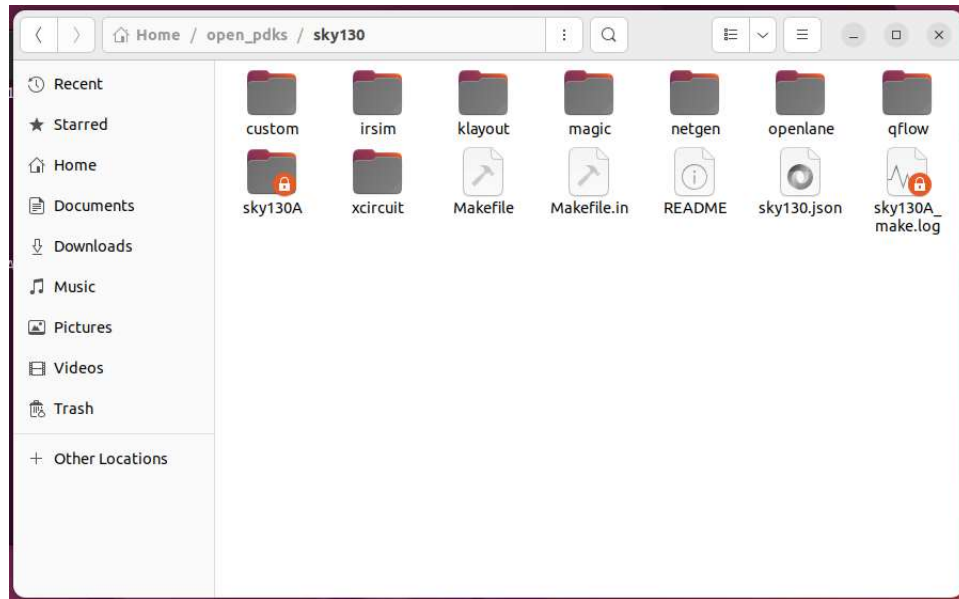 Home / open_pdks / sky130
Recent
Starred
Home
Documents
Downloads
Music
Pictures
Videos
Trash
Other Locations
custom irsim klayout magic netgen openlane qflow
sky130A xcircuit Makefile Makefile.in README sky130.json sky130A_
make.log